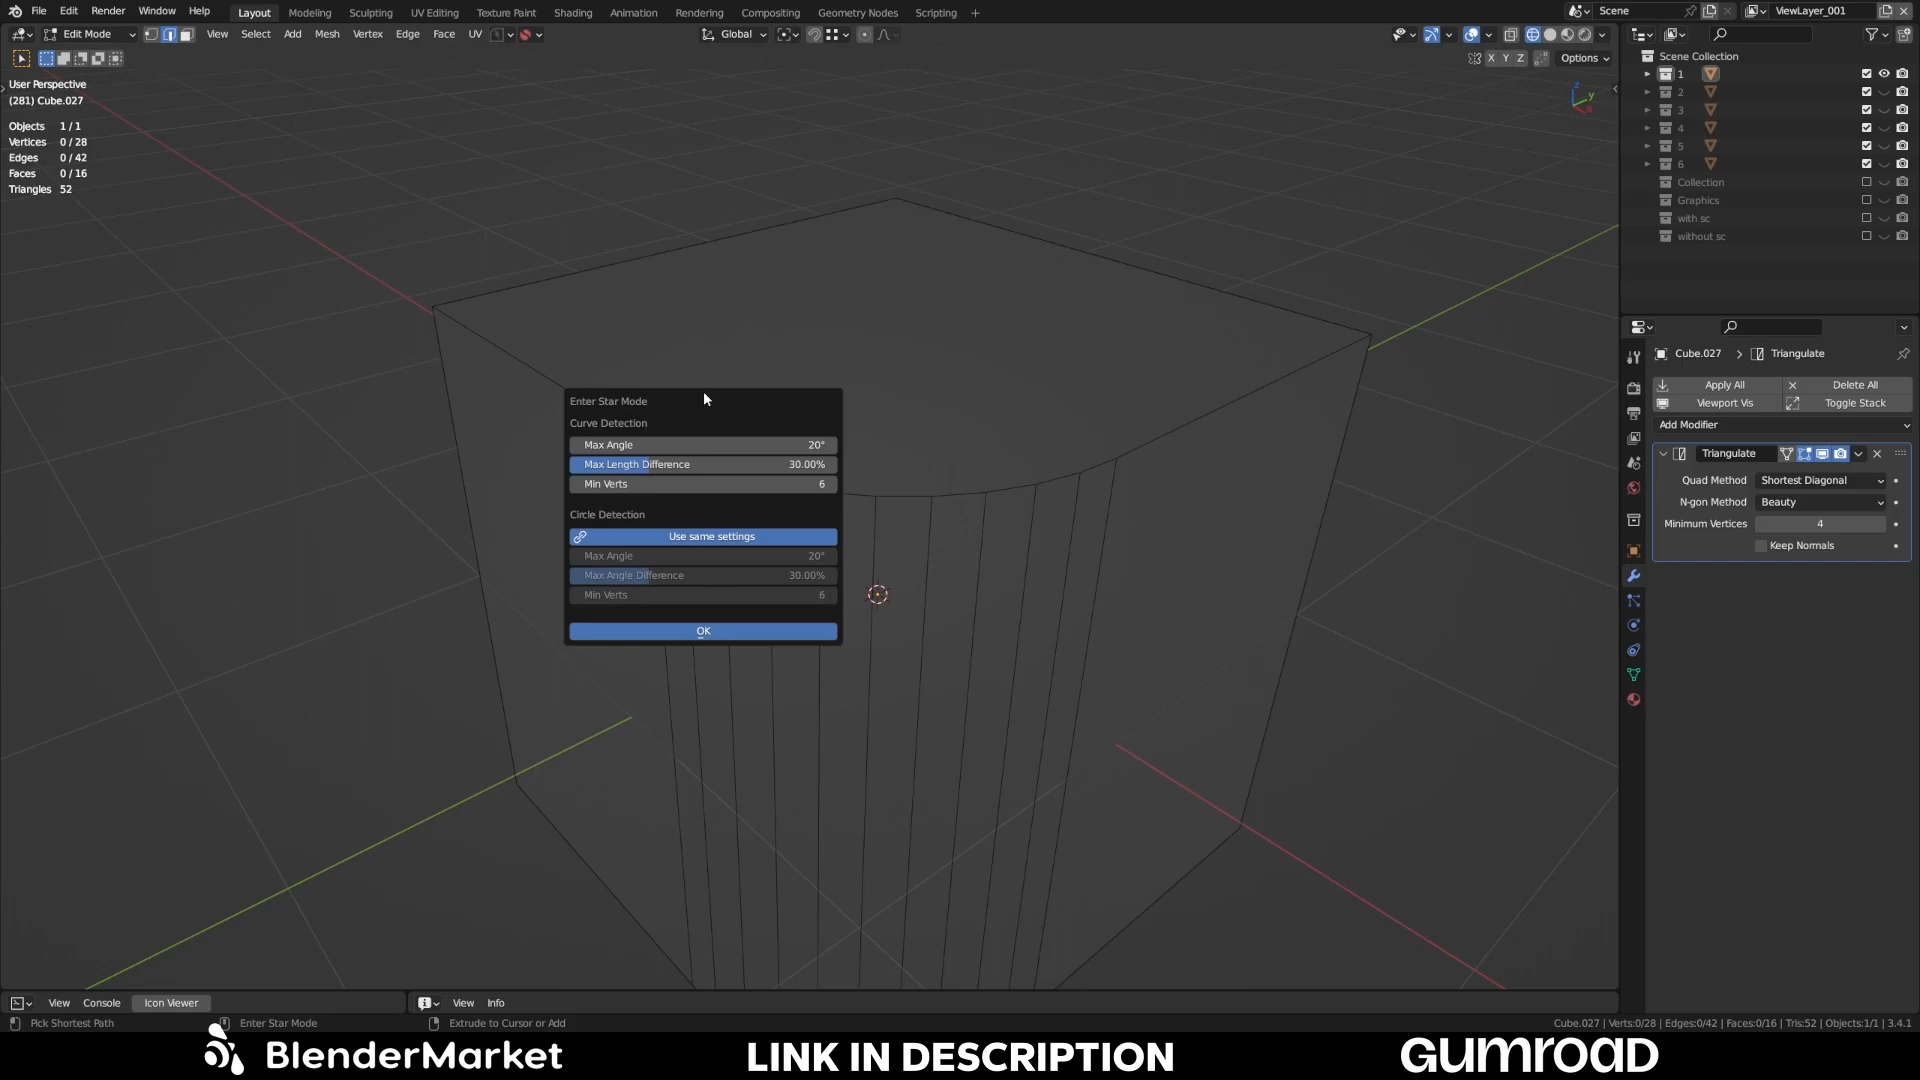 File Edit Render Window Help Layout Modeling Sculpting UV Editing Texture Paint Shading Animation Rendering Compositing Geometry Nodes Scripting + Scene ViewLayer_001
Edit Mode View Select Add Mesh Vertex Edge Face UV Global
X Y Z Options
User Perspective
(281) Cube.027
Objects 1 / 1
Vertices 0 / 28
Edges 0 / 42
Faces 0 / 16
Triangles 52
Z
Y
X
Scene Collection
1
2
3
4
5
6
Collection
Graphics
with sc
without sc
Cube.027 > Triangulate
Apply All Delete All
Viewport Vis Toggle Stack
Add Modifier
Triangulate
Quad Method Shortest Diagonal
N-gon Method Beauty
Minimum Vertices 4
Keep Normals
Enter Star Mode
Curve Detection
Max Angle 20°
Max Length Difference 30.00%
Min Verts 6
Circle Detection
Use same settings
Max Angle 20°
Max Angle Difference 30.00%
Min Verts 6
OK
View Console Icon Viewer View Info
Pick Shortest Path Enter Star Mode Extrude to Cursor or Add Cube.027 | Verts:0/28 | Edges:0/42 | Faces:0/16 | Tris:52 | Objects:1/1 | 3.4.1
BlenderMarket LINK IN DESCRIPTION GUMROAD